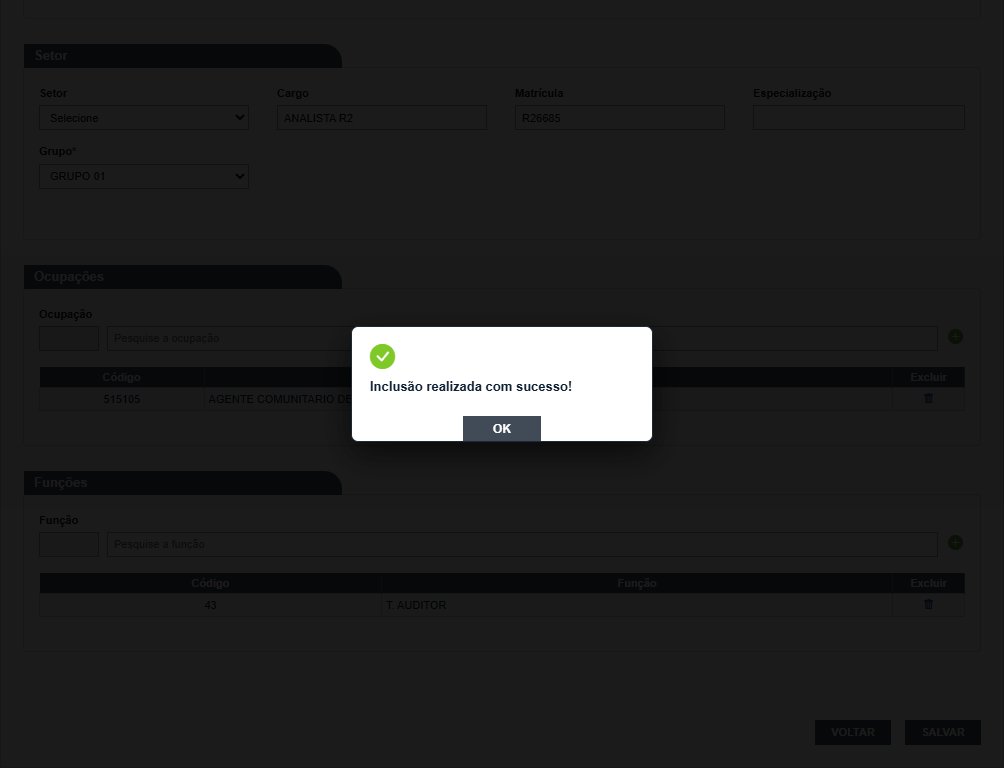 Setor
Setor Cargo Matrícula Especialização
Selecione ANALISTA R2 R26685
Grupo*
GRUPO 01
Ocupações
Ocupação
Pesquise a ocupação
Código Excluir
515105 AGENTE COMUNITARIO DE
Inclusão realizada com sucesso!
OK
Funções
Função
Pesquise a função
Código Função Excluir
43 T. AUDITOR
VOLTAR SALVAR